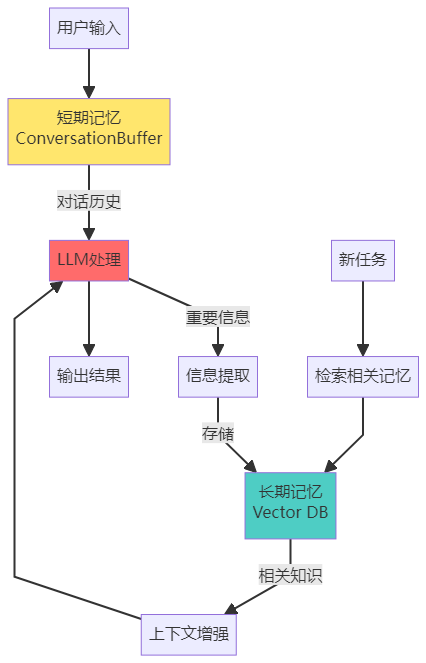 用户输入
短期记忆
ConversationBuffer
对话历史
LLM处理
新任务
重要信息
输出结果
信息提取
检索相关记忆
存储
长期记忆
Vector DB
相关知识
上下文增强